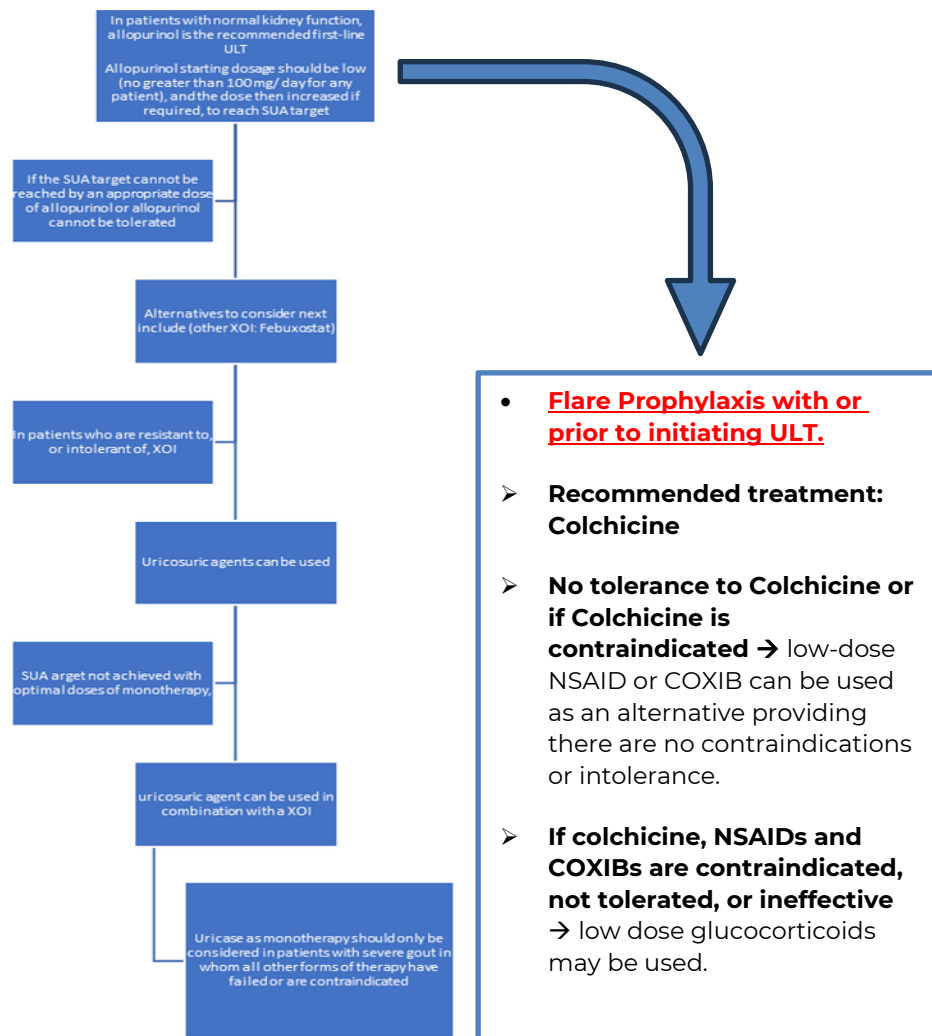 In patients with normal kidney function,
allopurinol is the recommended first-line
ULT
Allopurinol starting dosage should be low
(no greater than 100mg/ day for any
patient), and the dose then increased if
required, to reach SUA target
If the SUA target cannot be
reached by an appropriate dose
of allopurinol or allopurinol
cannot be tolerated
Alternatives to consider next
include (other XOI: Febuxostat)
In patients who are resistant to,
or intolerant of, XOI
Uricosuric agents can be used
SUA arget not achieved with
optimal doses of monotherapy,
uricosuric agent can be used in
combination with a XOI
Uricase as monotherapy should only be
considered in patients with severe gout in
whom all other forms of therapy have
failed or are contraindicated
• Flare Prophylaxis with or
prior to initiating ULT.
➢ Recommended treatment:
Colchicine
➢ No tolerance to Colchicine or
if Colchicine is
contraindicated → low-dose
NSAID or COXIB can be used
as an alternative providing
there are no contraindications
or intolerance.
➢ If colchicine, NSAIDs and
COXIBs are contraindicated,
not tolerated, or ineffective
→ low dose glucocorticoids
may be used.